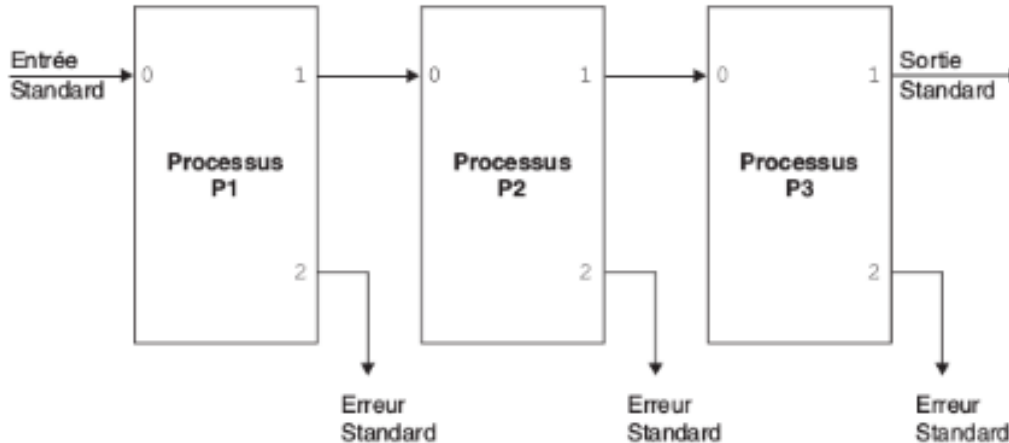 Entrée
Standard
0
1
0
1
0
1
Sortie
Standard
Processus
P1
Processus
P2
Processus
P3
2
2
2
Erreur
Standard
Erreur
Standard
Erreur
Standard